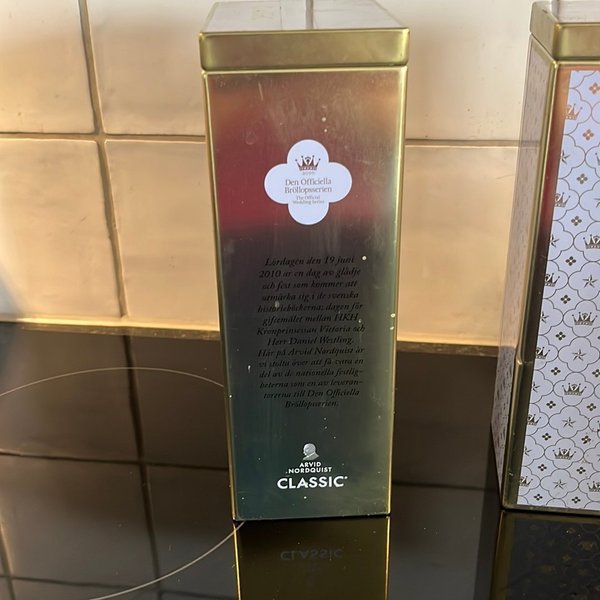 Den Officiella
Bröllopsserien
The Official
Wedding Series
Lördagen den 19 juni
2010 är en dag av glädje
och fest som kommer att
utmärka sig i de svenska
historieböckerna: dagen för
giftermålet mellan HKH
Kronprinsessan Victoria och
Herr Daniel Westling.
Här på Arvid Nordquist är
vi stolta över att få vara en
del av de nationella festlig-
heterna som en av leveran-
törerna till Den Officiella
Bröllopsserien.
ARVID
NORDQUIST
CLASSIC